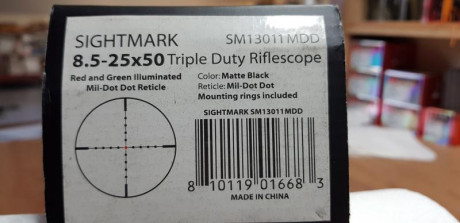 SIGHTMARK SM13011MDD
8.5-25x50 Triple Duty Riflescope
Red and Green Illuminated
Mil-Dot Dot Reticle
Color: Matte Black
Reticle: Mil-Dot Dot
Mounting rings included
SIGHTMARK SM13011MDD
8 10119 01668 3
MADE IN CHINA